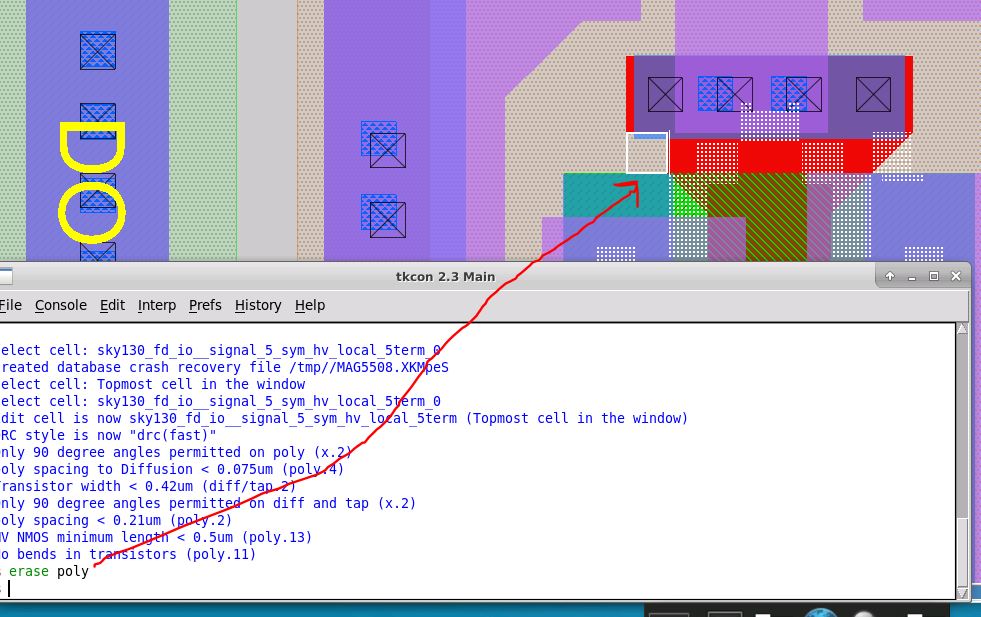 DO
tkcon 2.3 Main
File Console Edit Interp Prefs History Help
elect cell: sky130_fd_io__signal_5_sym_hv_local_5term_0
reated database crash recovery file /tmp//MAG5508.XKMpeS
elect cell: Topmost cell in the window
elect cell: sky130_fd_io__signal_5_sym_hv_local_5term_0
dit cell is now sky130_fd_io__signal_5_sym_hv_local_5term (Topmost cell in the window)
RC style is now "drc(fast)"
nly 90 degree angles permitted on poly (x.2)
oly spacing to Diffusion < 0.075um (poly.4)
ransistor width < 0.42um (diff/tap.2)
nly 90 degree angles permitted on diff and tap (x.2)
oly spacing < 0.21um (poly.2)
V NMOS minimum length < 0.5um (poly.13)
o bends in transistors (poly.11)
erase poly